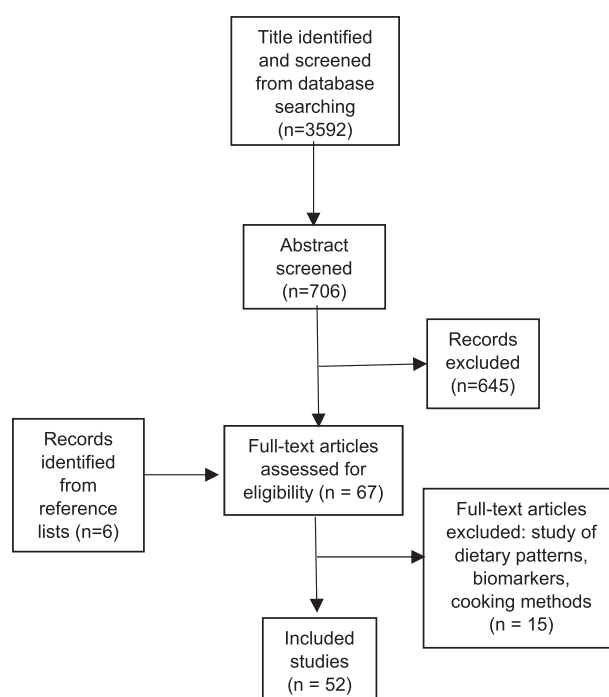 Title identified
and screened
from database
searching
(n=3592)
Abstract
screened
(n=706)
Records
excluded
(n=645)
Records
identified
from
reference
lists (n=6)
Full-text articles
assessed for
eligibility (n = 67)
Full-text articles
excluded: study of
dietary patterns,
biomarkers,
cooking methods
(n = 15)
Included
studies
(n = 52)